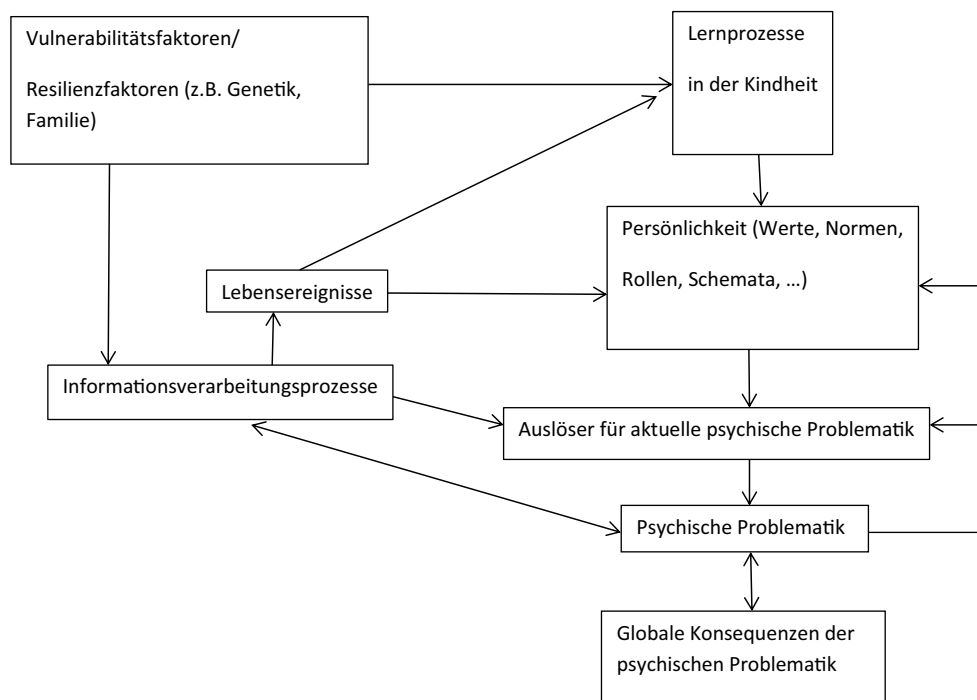 Vulnerabilitätsfaktoren/
Resilienzfaktoren (z.B. Genetik,
Familie)
Lernprozesse
in der Kindheit
Persönlichkeit (Werte, Normen,
Rollen, Schemata, ...)
Lebensereignisse
Informationsverarbeitungsprozesse
Auslöser für aktuelle psychische Problematik
Psychische Problematik
Globale Konsequenzen der
psychischen Problematik